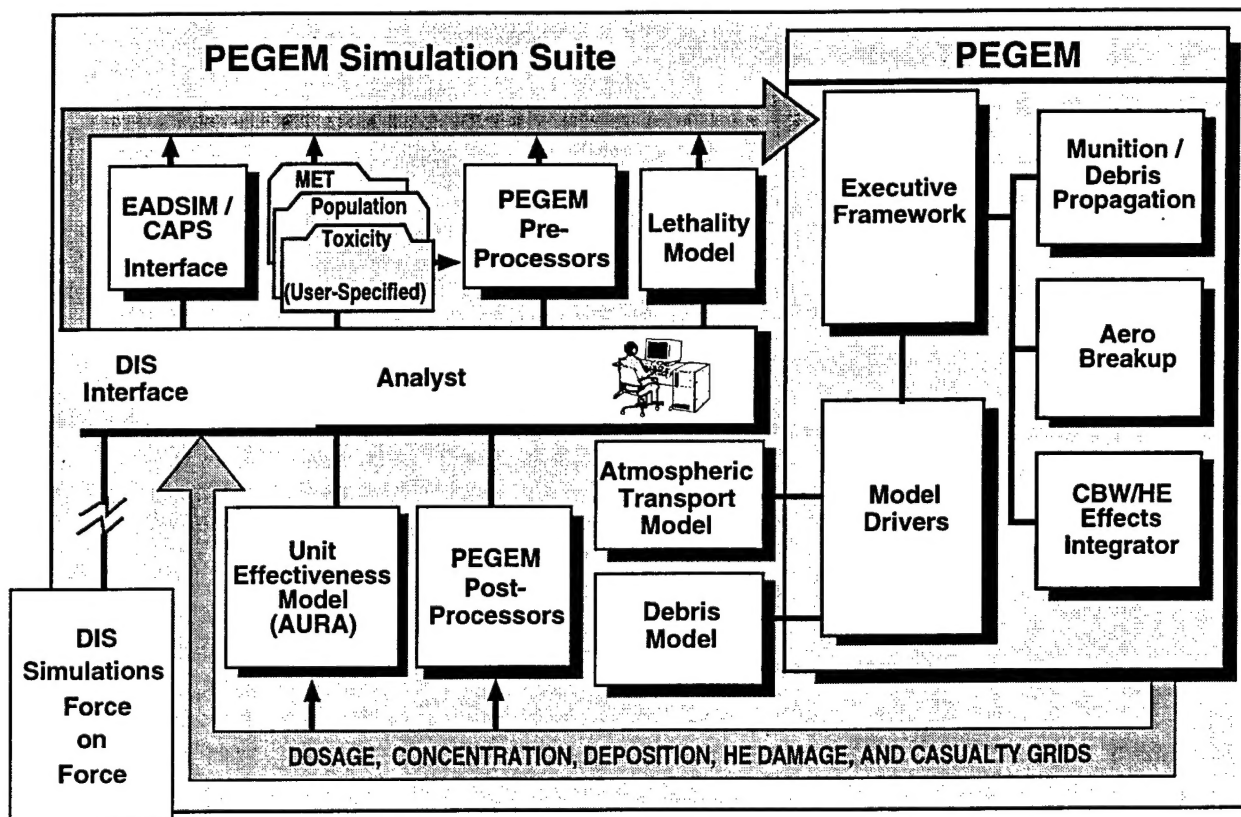 PEGEM Simulation Suite
PEGEM
EADSIM /
CAPS
Interface
MET
Population
Toxicity
(User-Specified)
PEGEM
Pre-
Processors
Lethality
Model
Executive
Framework
Munition /
Debris
Propagation
Aero
Breakup
CBW/HE
Effects
Integrator
DIS
Interface
Analyst
Atmospheric
Transport
Model
Model
Drivers
Unit
Effectiveness
Model
(AURA)
PEGEM
Post-
Processors
Debris
Model
DIS
Simulations
Force
on
Force
DOSAGE, CONCENTRATION, DEPOSITION, HE DAMAGE, AND CASUALTY GRIDS